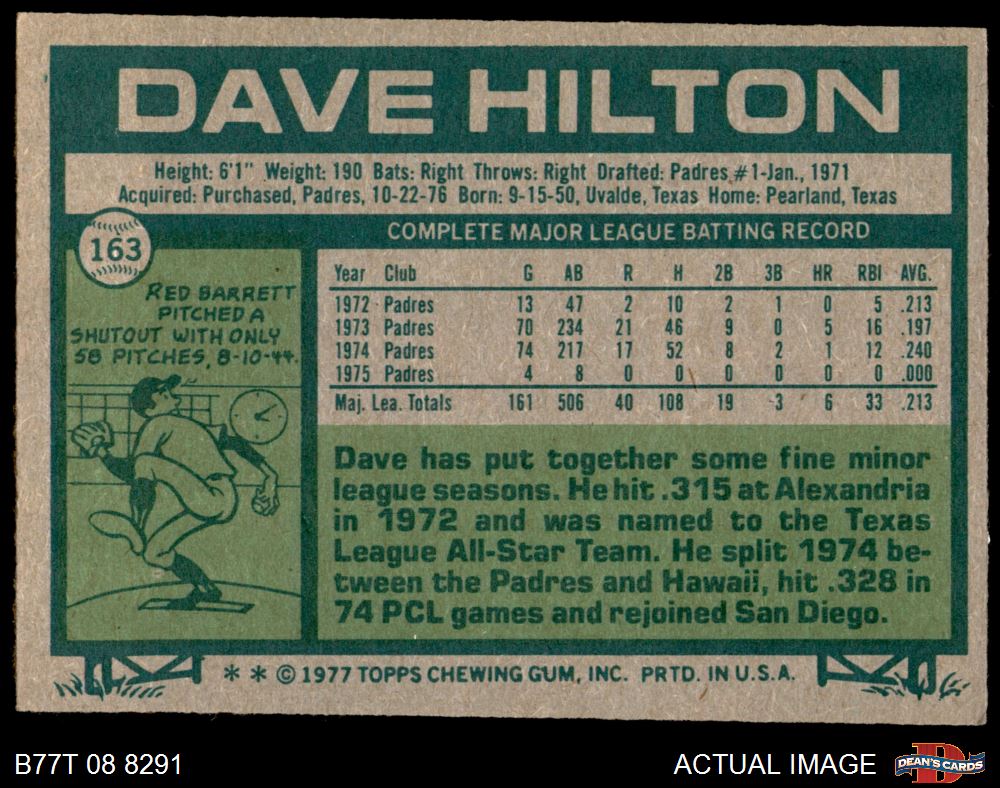 DAVE HILTON
Height: 6'1" Weight: 190 Bats: Right Throws: Right Drafted: Padres #1-Jan., 1971
Acquired: Purchased, Padres, 10-22-76 Born: 9-15-50, Uvalde, Texas Home: Pearland, Texas
163
RED BARRETT
PITCHED A
SHUTOUT WITH ONLY
58 PITCHES, 8-10-44.
COMPLETE MAJOR LEAGUE BATTING RECORD
Year Club G AB R H 2B 3B HR RBI AVG.
1972 Padres 13 47 2 10 2 1 0 5 .213
1973 Padres 70 234 21 46 9 0 5 16 .197
1974 Padres 74 217 17 52 8 2 1 12 .240
1975 Padres 4 8 0 0 0 0 0 0 .000
Maj. Lea. Totals 161 506 40 108 19 3 6 33 .213
Dave has put together some fine minor
league seasons. He hit .315 at Alexandria
in 1972 and was named to the Texas
League All-Star Team. He split 1974 be-
tween the Padres and Hawaii, hit .328 in
74 PCL games and rejoined San Diego.
** © 1977 TOPPS CHEWING GUM, INC. PRTD. IN U.S.A.
B77T 08 8291 ACTUAL IMAGE DEAN'S CARDS